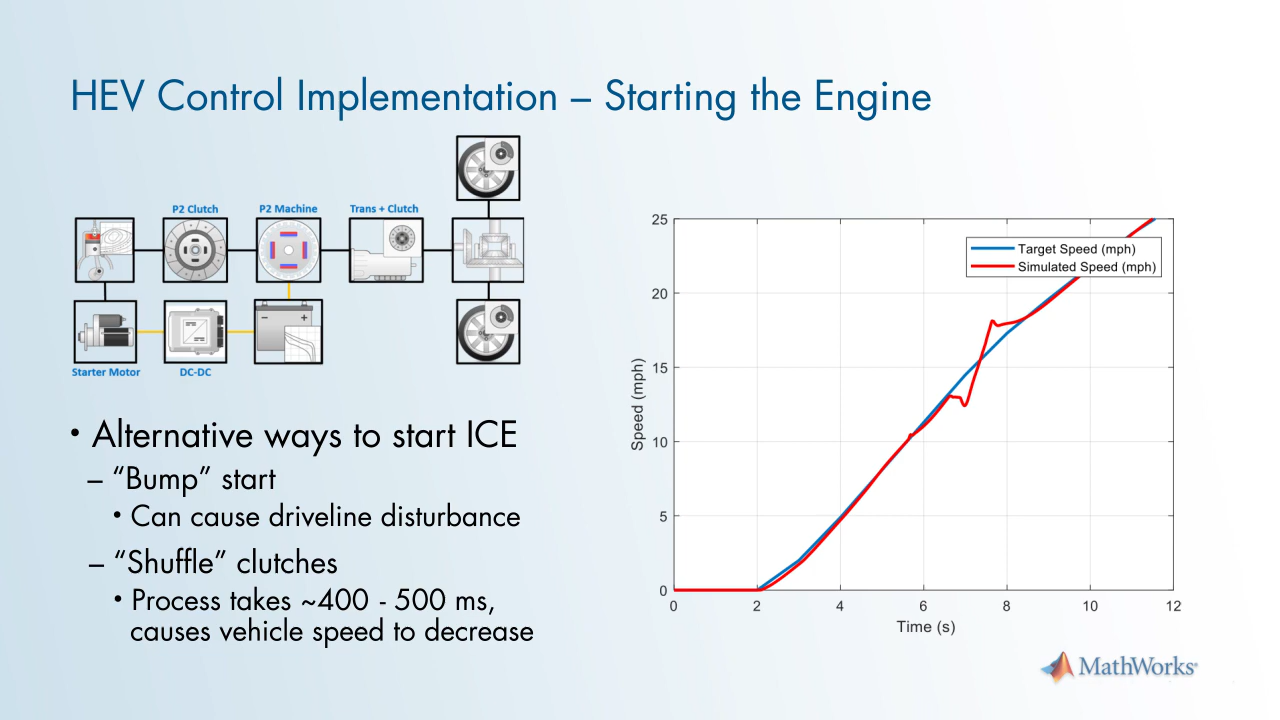 HEV Control Implementation – Starting the Engine
P2 Clutch
P2 Machine
Trans + Clutch
Starter Motor
DC-DC
• Alternative ways to start ICE
– “Bump” start
• Can cause driveline disturbance
– “Shuffle” clutches
• Process takes ~400 - 500 ms,
causes vehicle speed to decrease
Target Speed (mph)
Simulated Speed (mph)
Speed (mph)
25
20
15
10
5
0
0 2 4 6 8 10 12
Time (s)
MathWorks®